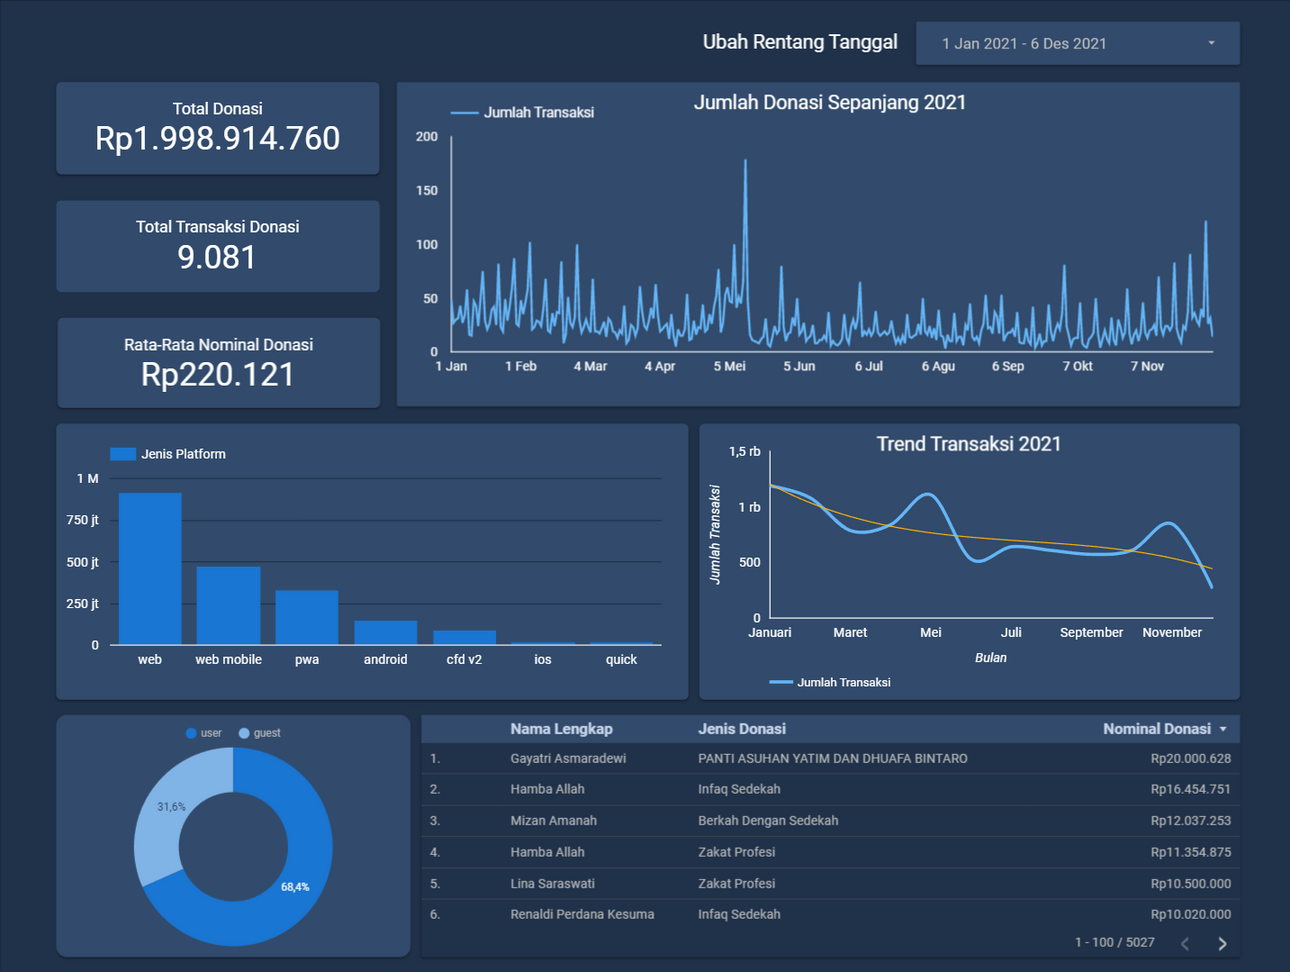 Ubah Rentang Tanggal
1 Jan 2021 - 6 Des 2021
Total Donasi
Rp1.998.914.760
Total Transaksi Donasi
9.081
Rata-Rata Nominal Donasi
Rp220.121
Jumlah Donasi Sepanjang 2021
Jumlah Transaksi
200
150
100
50
0
1 Jan 1 Feb 4 Mar 4 Apr 5 Mei 5 Jun 6 Jul 6 Agu 6 Sep 7 Okt 7 Nov
Jenis Platform
1 M
750 jt
500 jt
250 jt
0
web web mobile pwa android cfd v2 ios quick
Trend Transaksi 2021
Jumlah Transaksi
1,5 rb
1 rb
500
0
Januari Maret Mei Juli September November
Bulan
Jumlah Transaksi
user guest
31,6%
68,4%
Nama Lengkap Jenis Donasi Nominal Donasi
1. Gayatri Asmaradewi PANTI ASUHAN YATIM DAN DHUAFA BINTARO Rp20.000.628
2. Hamba Allah Infaq Sedekah Rp16.454.751
3. Mizan Amanah Berkah Dengan Sedekah Rp12.037.253
4. Hamba Allah Zakat Profesi Rp11.354.875
5. Lina Saraswati Zakat Profesi Rp10.500.000
6. Renaldi Perdana Kesuma Infaq Sedekah Rp10.020.000
1 - 100 / 5027